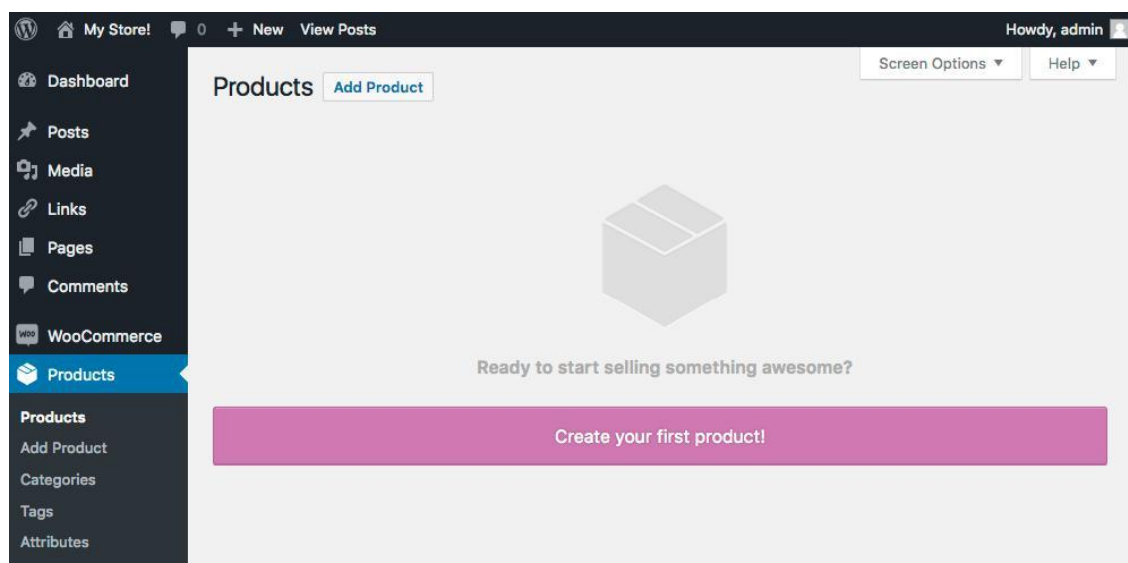 My Store! 0 + New View Posts Howdy, admin
Screen Options ▼ Help ▼
Dashboard
Posts
Media
Links
Pages
Comments
Woo WooCommerce
Products
Products
Add Product
Categories
Tags
Attributes
Products Add Product
Ready to start selling something awesome?
Create your first product!